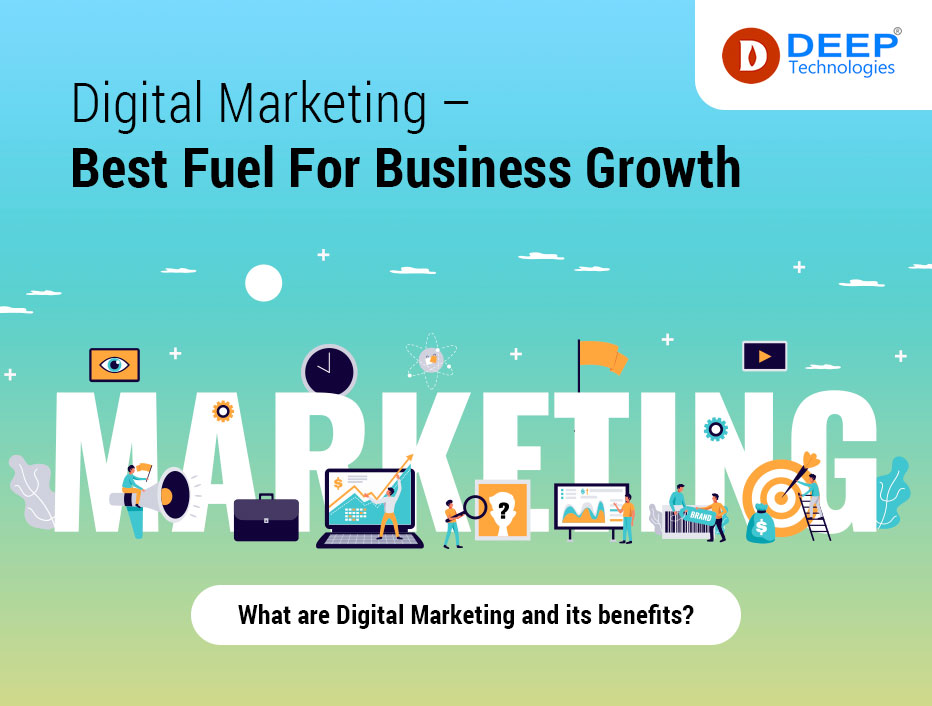 DEEP®
Technologies
Digital Marketing –
Best Fuel For Business Growth
MARKETING
$
?
BRAND
$
What are Digital Marketing and its benefits?